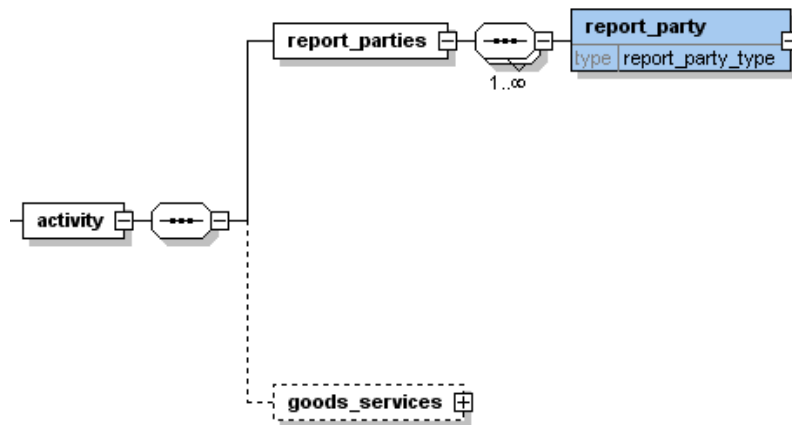 report_parties
report_party
type report_party_type
1..∞
activity
goods_services